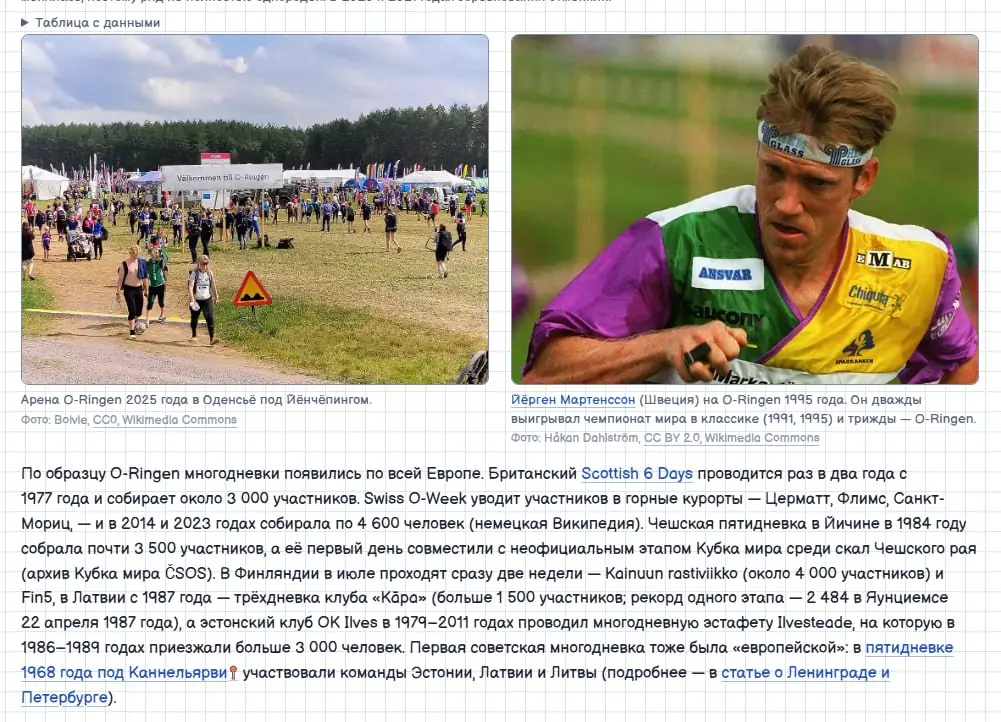 ▶ Таблица с данными
Välkommen till O-Ringen
GLASS
GLASS
ANSVAR
E M AB
Chiquita
saucony
SPARBANKEN
Арена O-Ringen 2025 года в Оденсьё под Йёнчёпингом.
Фото: Boivie, CC0, Wikimedia Commons
Йёрген Мартенссон (Швеция) на O-Ringen 1995 года. Он дважды
выигрывал чемпионат мира в классике (1991, 1995) и трижды — O-Ringen.
Фото: Håkan Dahlström, CC BY 2.0, Wikimedia Commons
По образцу O-Ringen многодневки появились по всей Европе. Британский Scottish 6 Days проводится раз в два года с
1977 года и собирает около 3 000 участников. Swiss O-Week уводит участников в горные курорты — Церматт, Флимс, Санкт-
Мориц, — и в 2014 и 2023 годах собирала по 4 600 человек (немецкая Википедия). Чешская пятидневка в Йичине в 1984 году
собрала почти 3 500 участников, а её первый день совместили с неофициальным этапом Кубка мира среди скал Чешского рая
(архив Кубка мира ČSOS). В Финляндии в июле проходят сразу две недели — Kainuun rastiviikko (около 4 000 участников) и
Fin5, в Латвии с 1987 года — трёхдневка клуба «Kāpa» (больше 1 500 участников; рекорд одного этапа — 2 484 в Яунциемсе
22 апреля 1987 года), а эстонский клуб OK Ilves в 1979–2011 годах проводил многодневную эстафету Ilvesteade, на которую в
1986–1989 годах приезжали больше 3 000 человек. Первая советская многодневка тоже была «европейской»: в пятидневке
1968 года под Каннельярви участвовали команды Эстонии, Латвии и Литвы (подробнее — в статье о Ленинграде и
Петербурге).